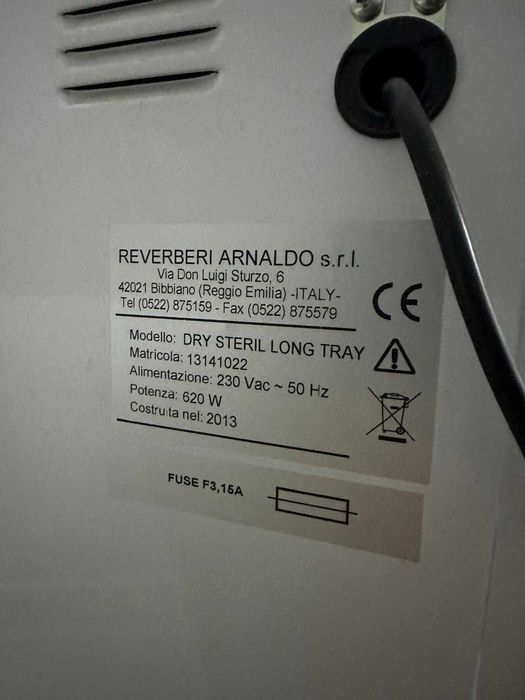 REVERBERI ARNALDO s.r.l.
Via Don Luigi Sturzo, 6
42021 Bibbiano (Reggio Emilia) -ITALY-
Tel (0522) 875159 - Fax (0522) 875579
CE
Modello: DRY STERIL LONG TRAY
Matricola: 13141022
Alimentazione: 230 Vac ~ 50 Hz
Potenza: 620 W
Costruita nel: 2013
FUSE F3,15A